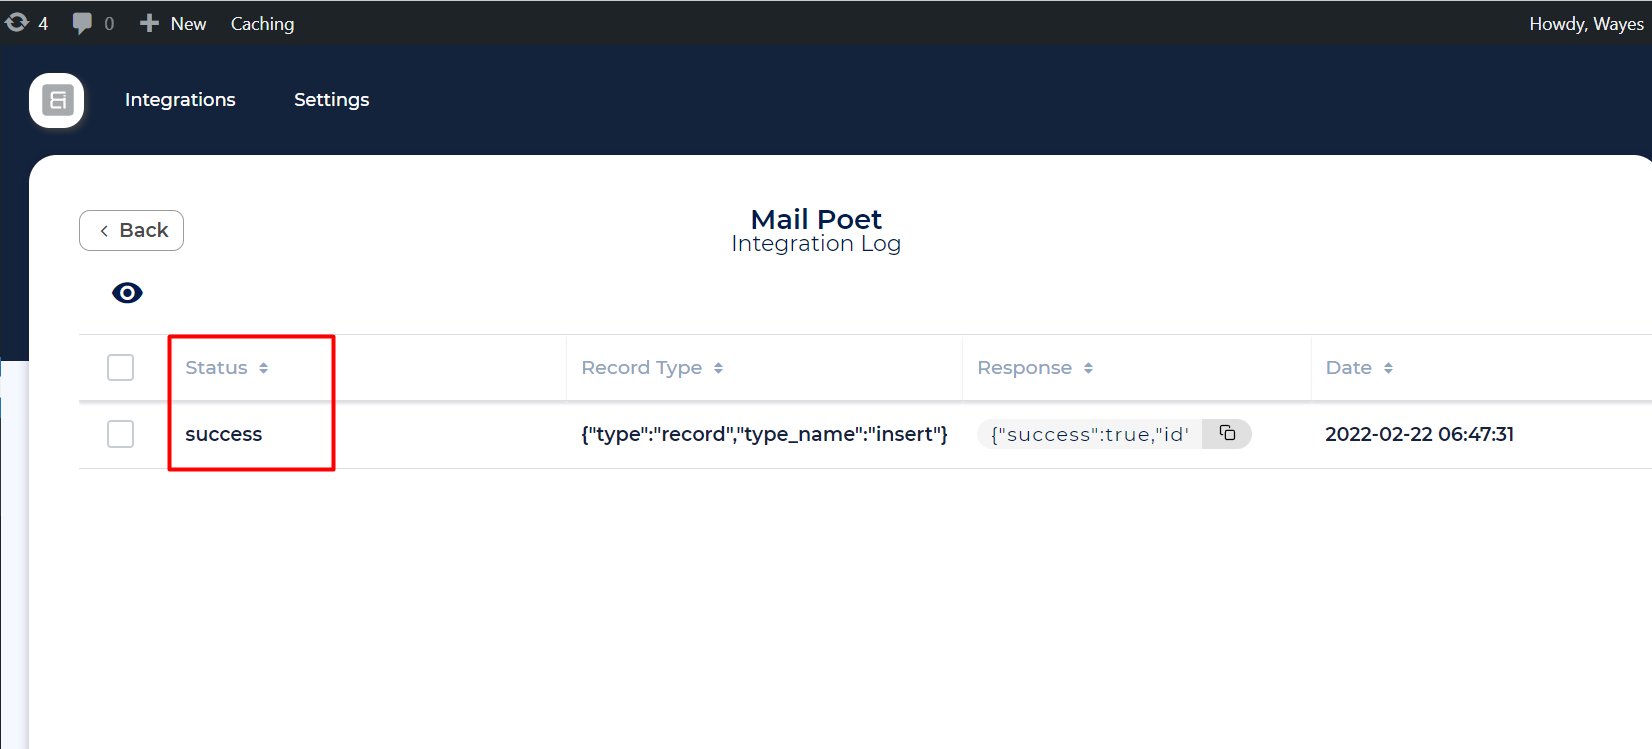 4 0 New Caching Howdy, Wayes
Integrations Settings
Back
Mail Poet
Integration Log
Status Record Type Response Date
success {"type":"record","type_name":"insert"} {"success":true,"id" 2022-02-22 06:47:31